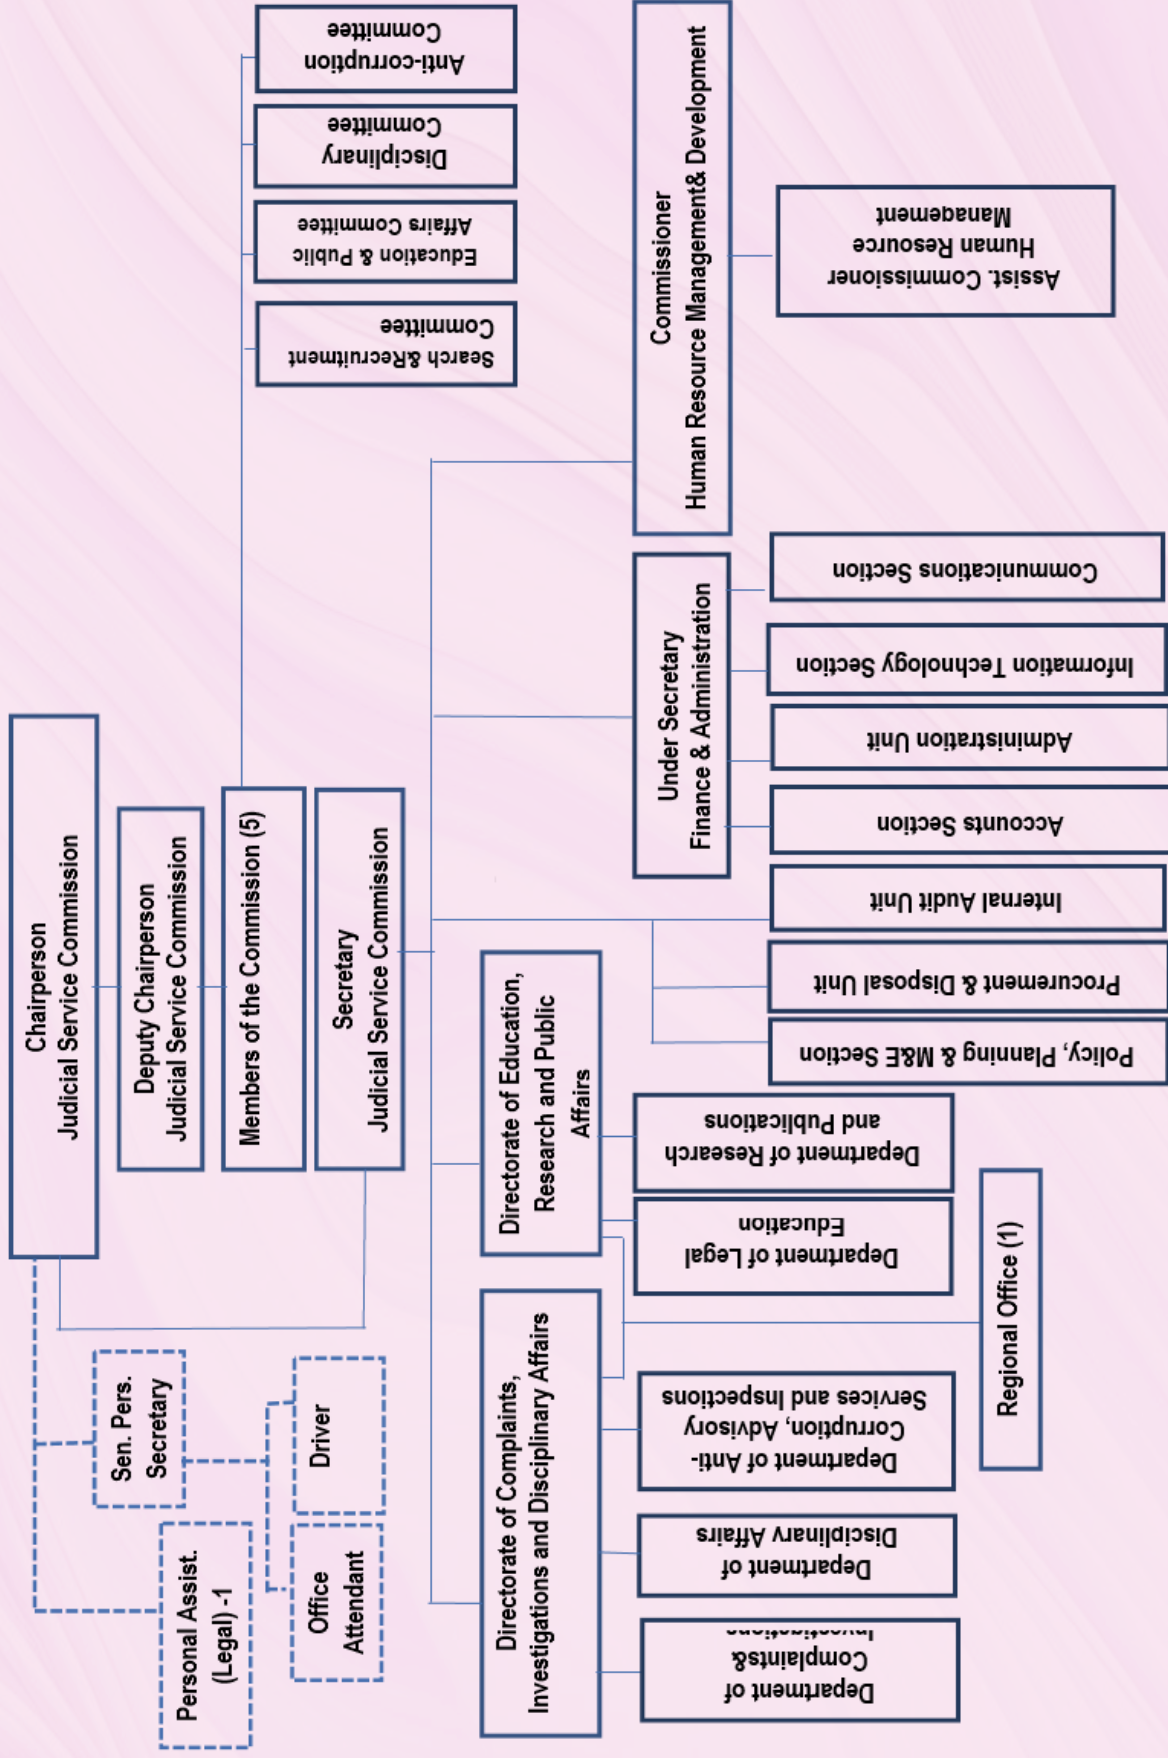 Chairperson
Judicial Service Commission
Deputy Chairperson
Judicial Service Commission
Members of the Commission (5)
Secretary
Judicial Service Commission
Sen. Pers.
Secretary
Personal Assist.
(Legal) -1
Driver
Office
Attendant
Search &Recruitment
Committee
Education & Public
Affairs Committee
Disciplinary
Committee
Anti-corruption
Committee
Directorate of Complaints,
Investigations and Disciplinary Affairs
Directorate of Education,
Research and Public
Affairs
Under Secretary
Finance & Administration
Commissioner
Human Resource Management& Development
Department of
Complaints&
Investigations
Department of
Disciplinary Affairs
Department of Anti-
Corruption, Advisory
Services and Inspections
Department of Legal
Education
Department of Research
and Publications
Policy, Planning & M&E Section
Procurement & Disposal Unit
Internal Audit Unit
Accounts Section
Administration Unit
Information Technology Section
Communications Section
Assist. Commissioner
Human Resource
Management
Regional Office (1)